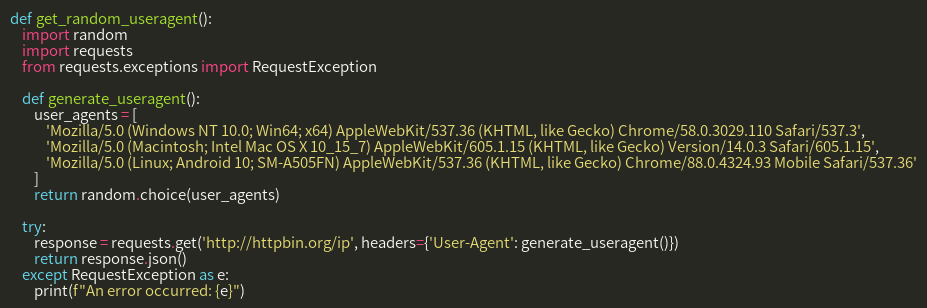 def get_random_useragent():
    import random
    import requests
    from requests.exceptions import RequestException

    def generate_useragent():
        user_agents = [
            'Mozilla/5.0 (Windows NT 10.0; Win64; x64) AppleWebKit/537.36 (KHTML, like Gecko) Chrome/58.0.3029.110 Safari/537.3',
            'Mozilla/5.0 (Macintosh; Intel Mac OS X 10_15_7) AppleWebKit/605.1.15 (KHTML, like Gecko) Version/14.0.3 Safari/605.1.15',
            'Mozilla/5.0 (Linux; Android 10; SM-A505FN) AppleWebKit/537.36 (KHTML, like Gecko) Chrome/88.0.4324.93 Mobile Safari/537.36'
        ]
        return random.choice(user_agents)

    try:
        response = requests.get('http://httpbin.org/ip', headers={'User-Agent': generate_useragent()})
        return response.json()
    except RequestException as e:
        print(f"An error occurred: {e}")